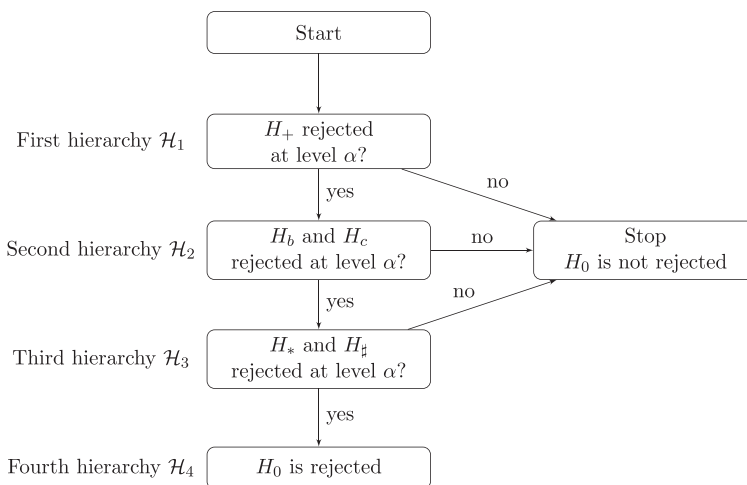 Start
First hierarchy ℋ₁
H₊ rejected
at level α?
no
yes
Second hierarchy ℋ₂
H_b and H_c
rejected at level α?
no
Stop
H₀ is not rejected
yes
no
Third hierarchy ℋ₃
H_* and H_♯
rejected at level α?
yes
Fourth hierarchy ℋ₄
H₀ is rejected